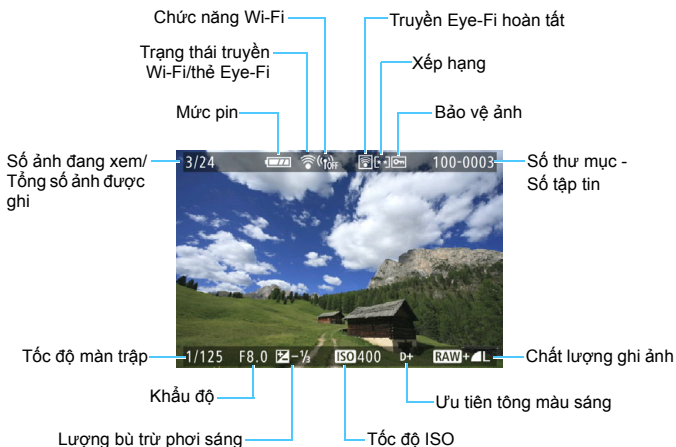 Chức năng Wi-Fi
Truyền Eye-Fi hoàn tất
Trạng thái truyền
Wi-Fi/thẻ Eye-Fi
Xếp hạng
Mức pin
Bảo vệ ảnh
Số ảnh đang xem/
Tổng số ảnh được
ghi
3/24
OFF
100-0003
Số thư mục -
Số tập tin
Tốc độ màn trập
1/125 F8.0 -⅓ ISO 400 D+ RAW+L
Chất lượng ghi ảnh
Khẩu độ
Ưu tiên tông màu sáng
Lượng bù trừ phơi sáng
Tốc độ ISO